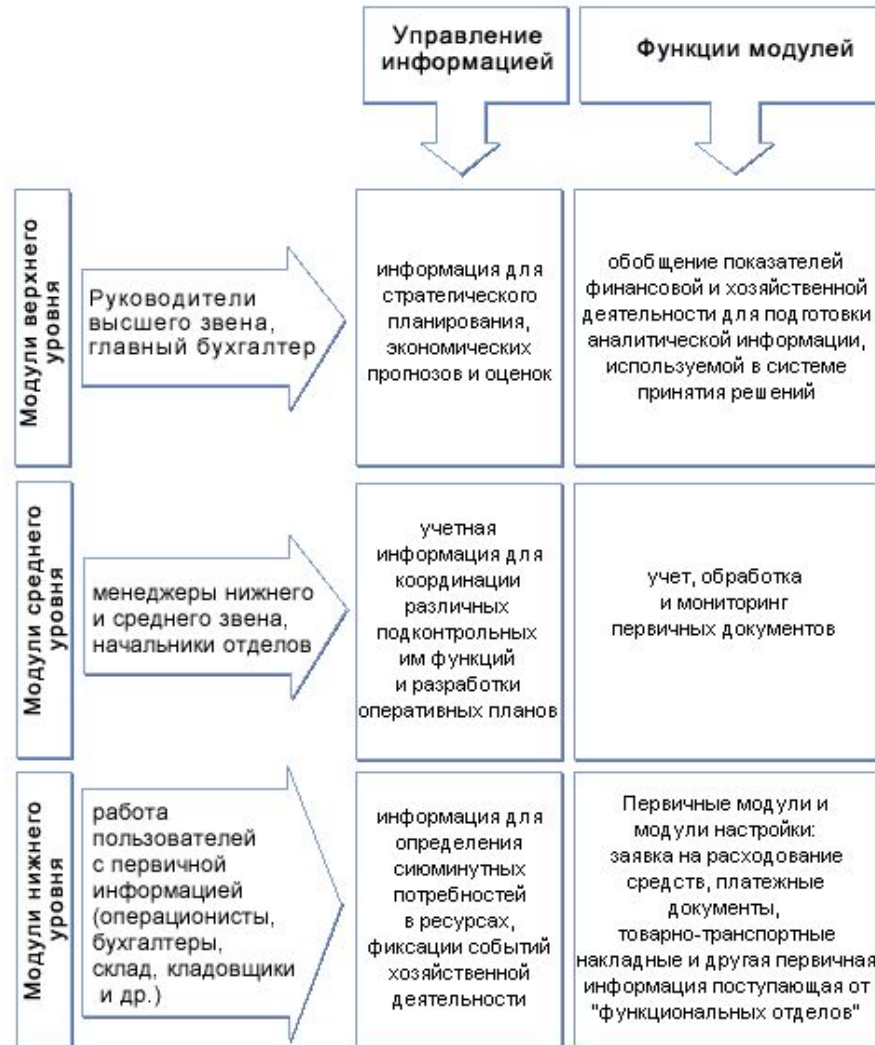 Управление
информацией
Функции модулей
Модули верхнего
уровня
Руководители
высшего звена,
главный бухгалтер
информация для
стратегического
планирования,
экономических
прогнозов и оценок
обобщение показателей
финансовой и хозяйственной
деятельности для подготовки
аналитической информации,
используемой в системе
принятия решений
Модули среднего
уровня
менеджеры нижнего
и среднего звена,
начальники отделов
учетная
информация для
координации
различных
подконтрольных
им функций
и разработки
оперативных планов
учет, обработка
и мониторинг
первичных документов
Модули нижнего
уровня
работа
пользователей
с первичной
информацией
(операционисты,
бухгалтеры,
склад, кладовщики
и др.)
информация для
определения
сиюминутных
потребностей
в ресурсах,
фиксации событий
хозяйственной
деятельности
Первичные модули и
модули настройки:
заявка на расходование
средств, платежные
документы,
товарно-транспортные
накладные и другая первичная
информация поступающая от
"функциональных отделов"